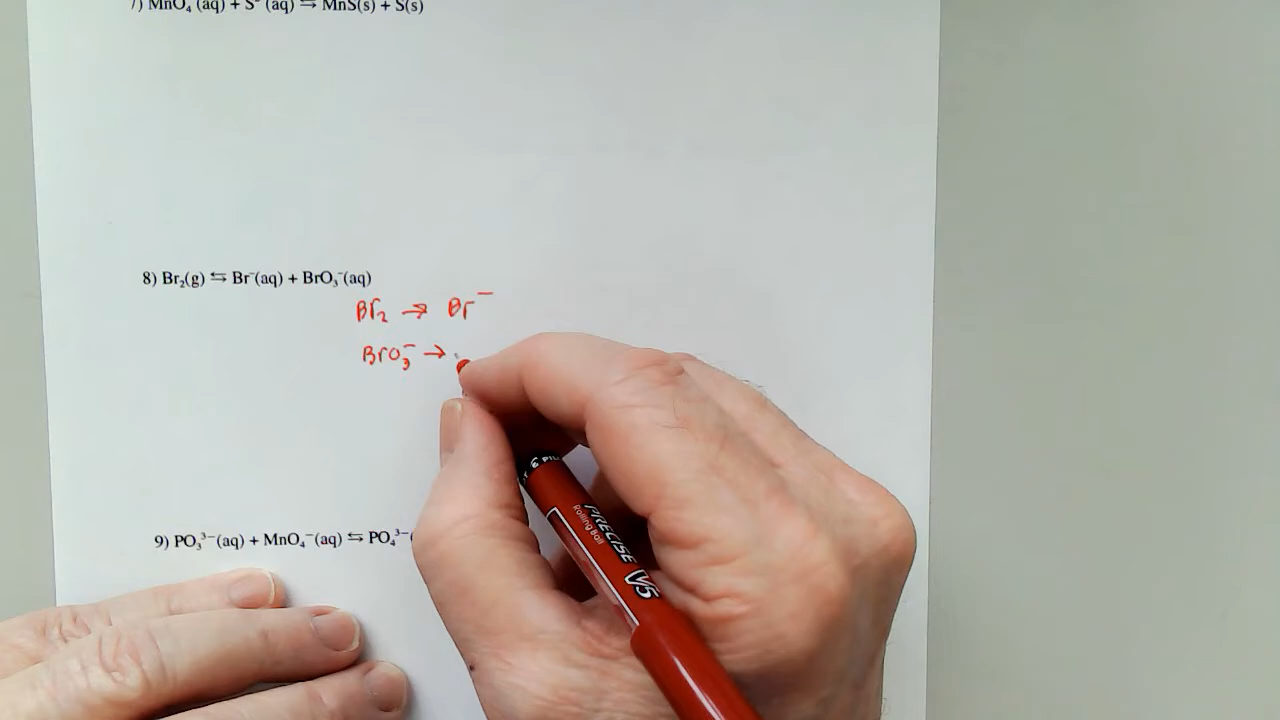 7) MnO₄⁻(aq) + S²⁻(aq) ⇆ MnS(s) + S(s)
8) Br₂(g) ⇆ Br⁻(aq) + BrO₃⁻(aq)
Br₂ → Br⁻
BrO₃⁻ →
9) PO₃³⁻(aq) + MnO₄⁻(aq) ⇆ PO₄³⁻(
PRECISE V5
Rolling Ball